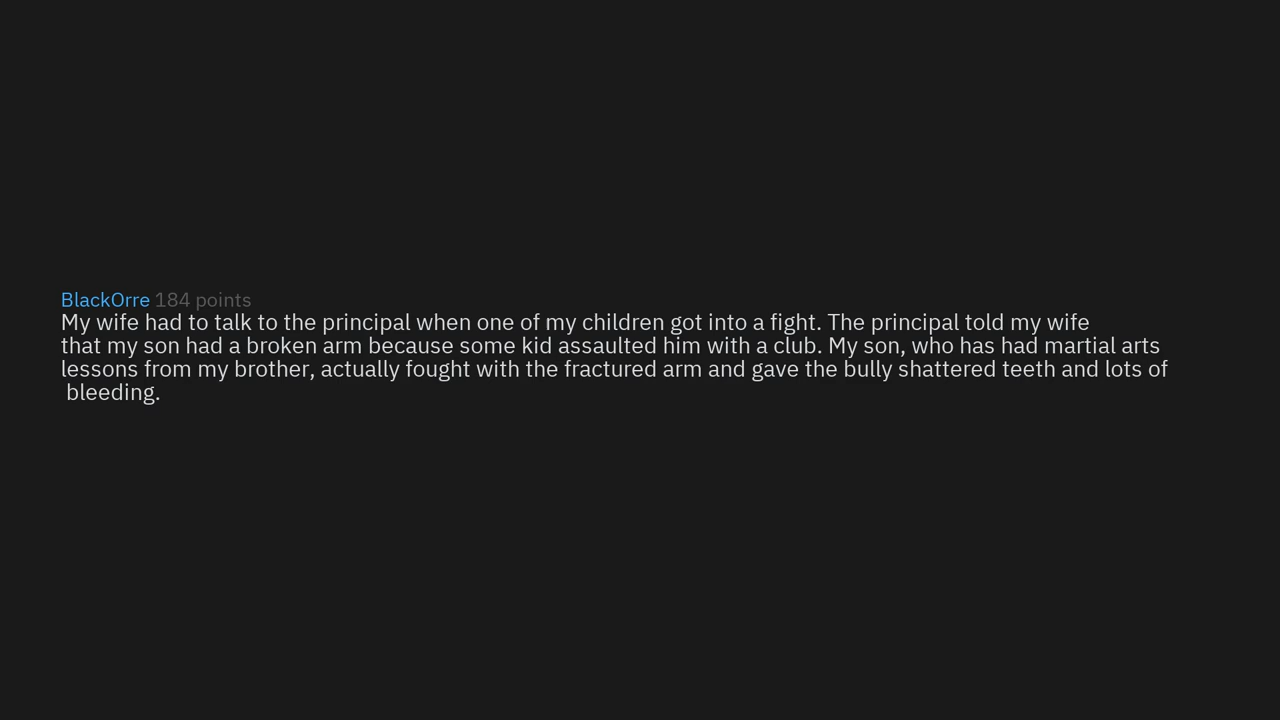 BlackOrre 184 points
My wife had to talk to the principal when one of my children got into a fight. The principal told my wife
that my son had a broken arm because some kid assaulted him with a club. My son, who has had martial arts
lessons from my brother, actually fought with the fractured arm and gave the bully shattered teeth and lots of
bleeding.